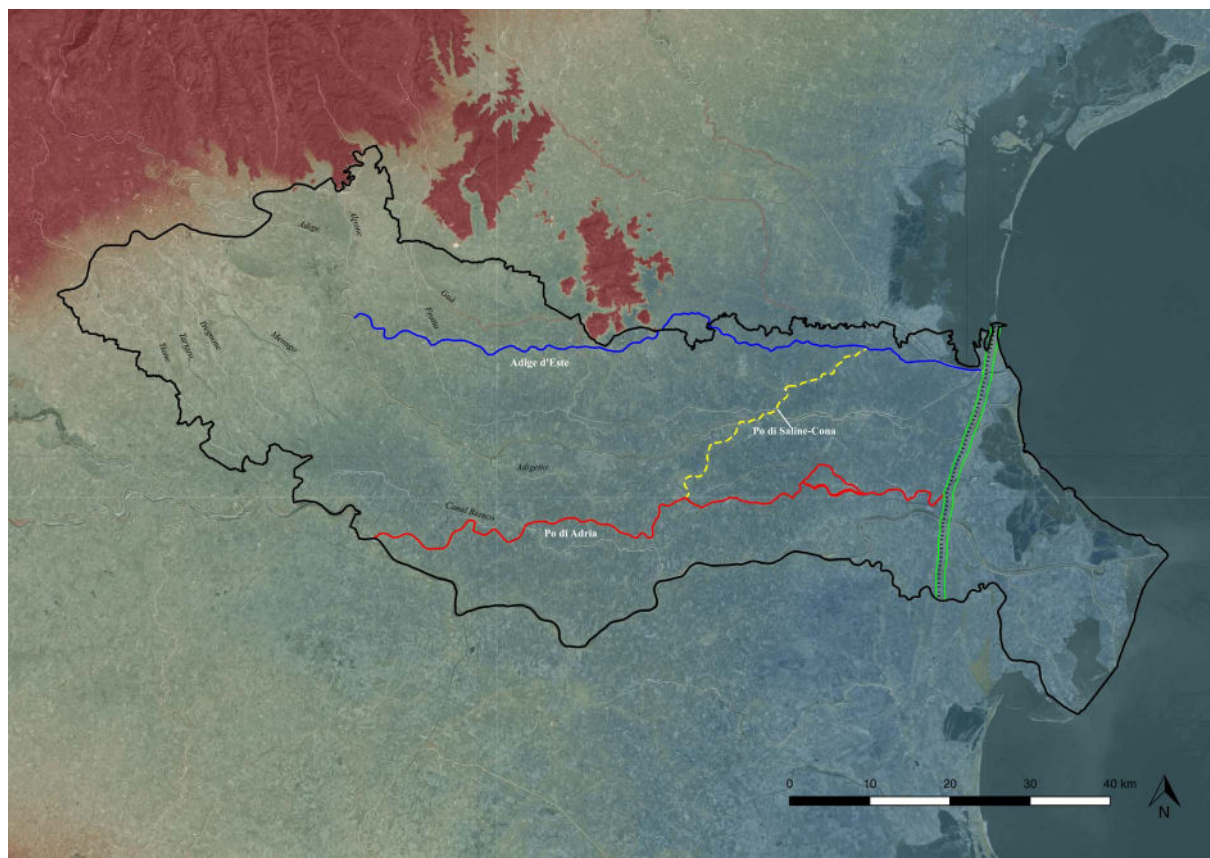 Adige
Alpone
Guà
Fratta
Menago
Tregnone
Tartaro
Tione
Adige d'Este
Po di Saline-Cona
Adigetto
Canal Bianco
Po di Adria
0 10 20 30 40 km
N